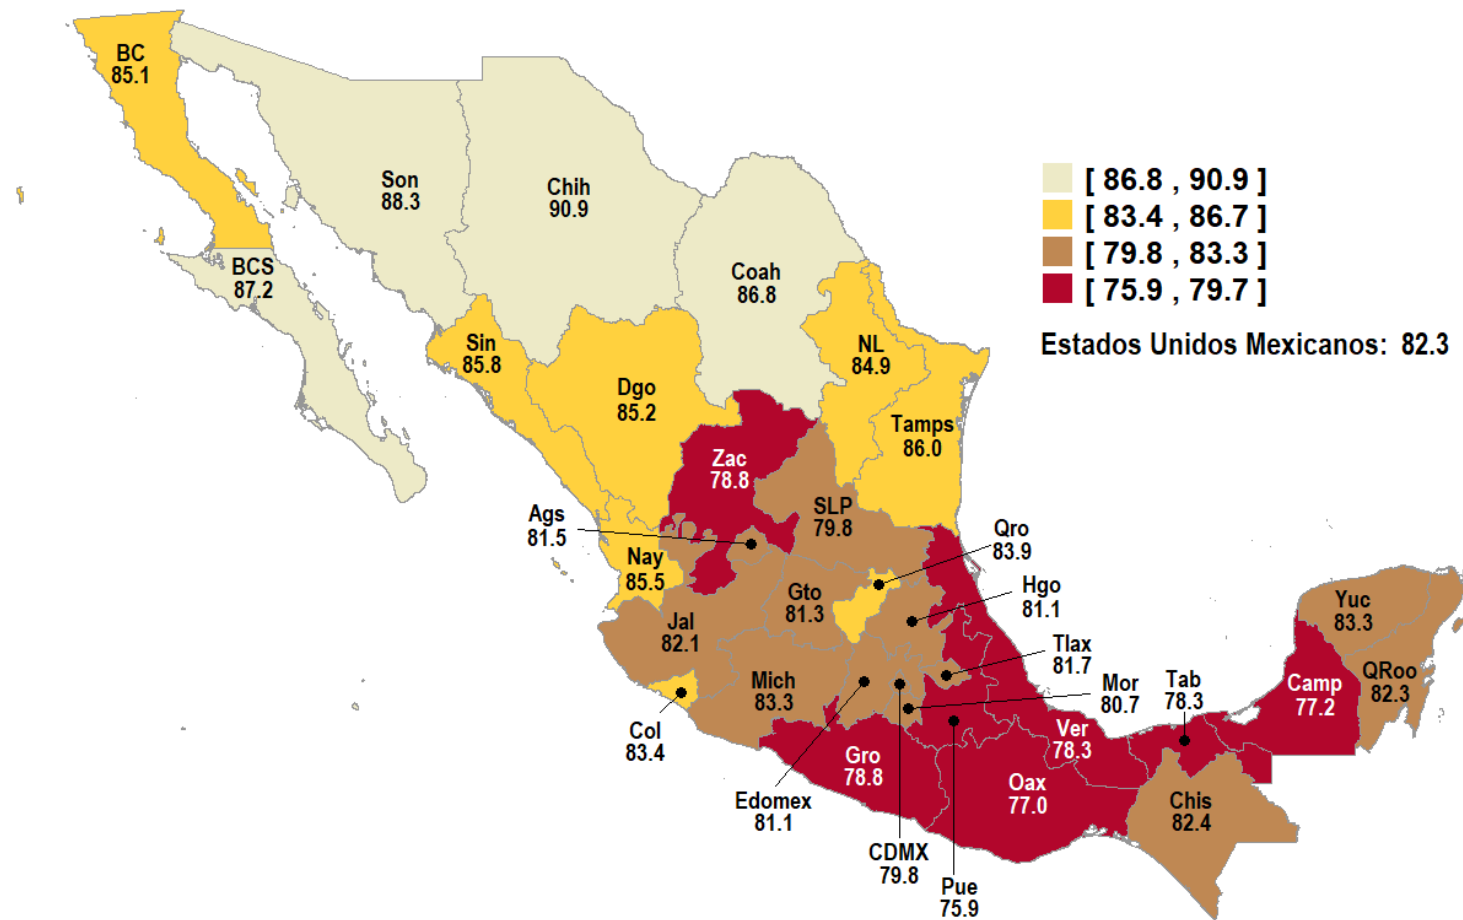 BC
85.1
Son
88.3
Chih
90.9
[ 86.8 , 90.9 ]
[ 83.4 , 86.7 ]
[ 79.8 , 83.3 ]
[ 75.9 , 79.7 ]
Estados Unidos Mexicanos: 82.3
BCS
87.2
Coah
86.8
Sin
85.8
NL
84.9
Dgo
85.2
Tamps
86.0
Zac
78.8
SLP
79.8
Ags
81.5
Qro
83.9
Nay
85.5
Gto
81.3
Hgo
81.1
Jal
82.1
Yuc
83.3
Tlax
81.7
Mich
83.3
Mor
80.7
Tab
78.3
Camp
77.2
QRoo
82.3
Col
83.4
Gro
78.8
Ver
78.3
Oax
77.0
Edomex
81.1
Chis
82.4
CDMX
79.8
Pue
75.9